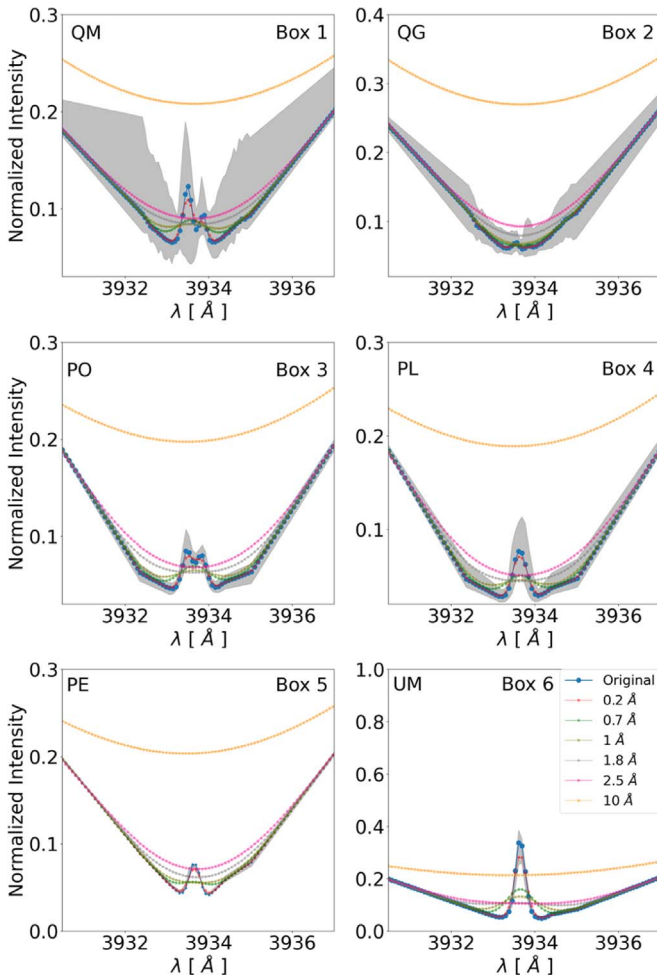 QM Box 1
0.3
0.2
0.1
Normalized Intensity
3932 3934 3936
λ [ Å ]
QG Box 2
0.4
0.3
0.2
0.1
3932 3934 3936
λ [ Å ]
PO Box 3
0.3
0.2
0.1
Normalized Intensity
3932 3934 3936
λ [ Å ]
PL Box 4
0.3
0.2
0.1
3932 3934 3936
λ [ Å ]
PE Box 5
0.3
0.2
0.1
0.0
Normalized Intensity
3932 3934 3936
λ [ Å ]
UM Box 6
1.0
0.8
0.6
0.4
0.2
0.0
Original
0.2 Å
0.7 Å
1 Å
1.8 Å
2.5 Å
10 Å
3932 3934 3936
λ [ Å ]